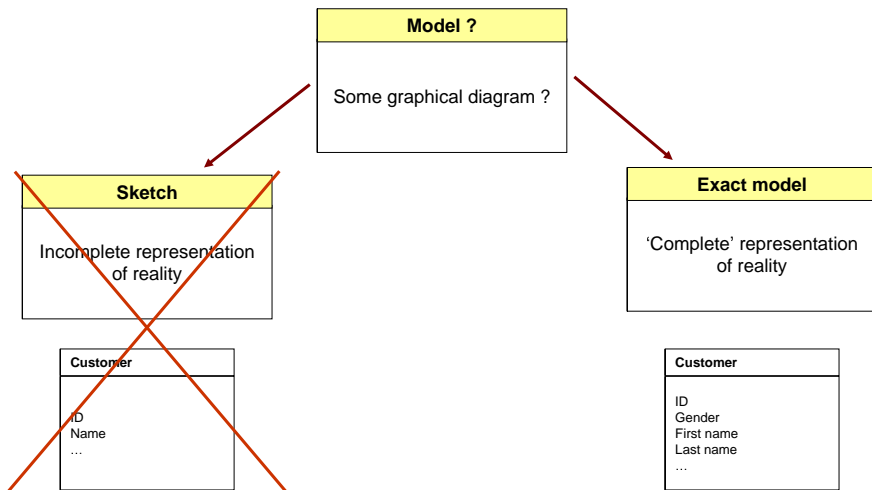 Model ?
Some graphical diagram ?
Sketch
Incomplete representation
of reality
Exact model
‘Complete’ representation
of reality
Customer
ID
Name
…
Customer
ID
Gender
First name
Last name
…